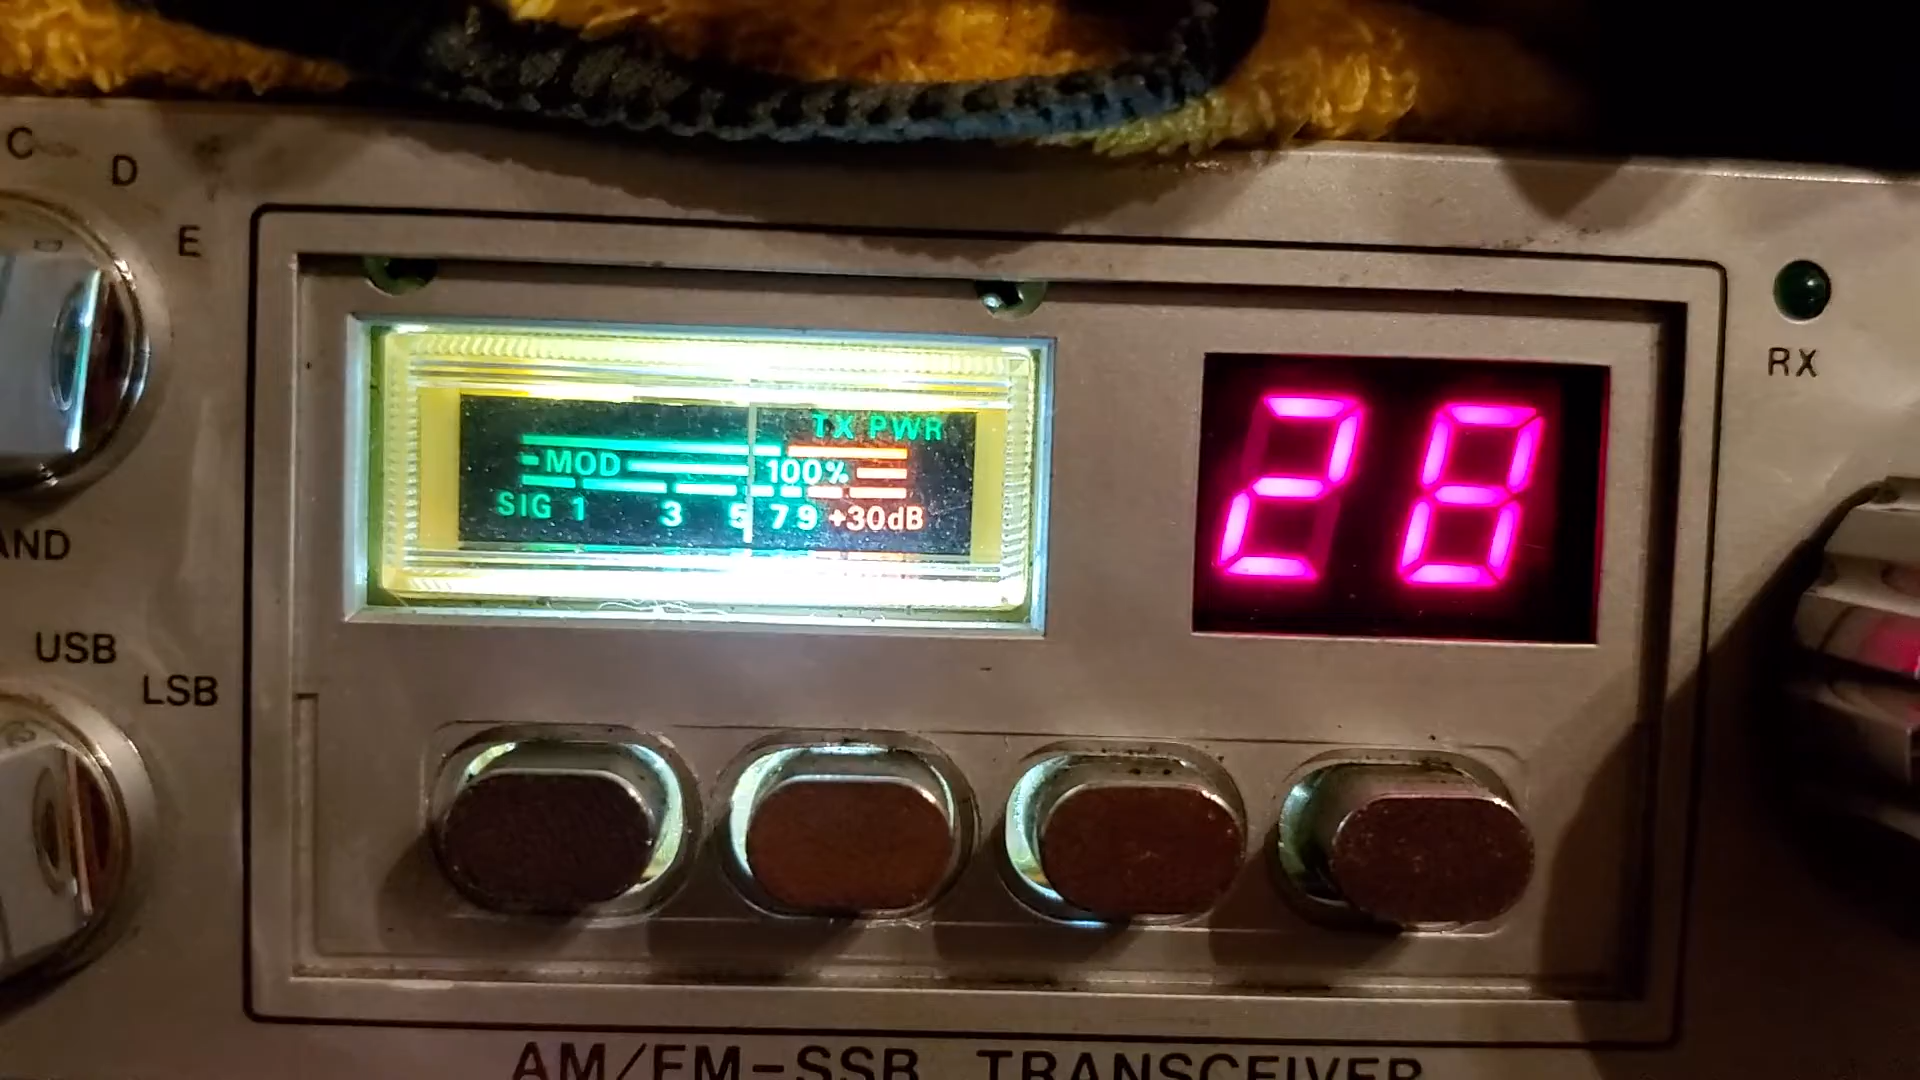 C D E
RX
TX PWR
MOD 100%
SIG 1 3 5 7 9 +30dB
28
USB
LSB
AM/FM-SSB TRANSCEIVER